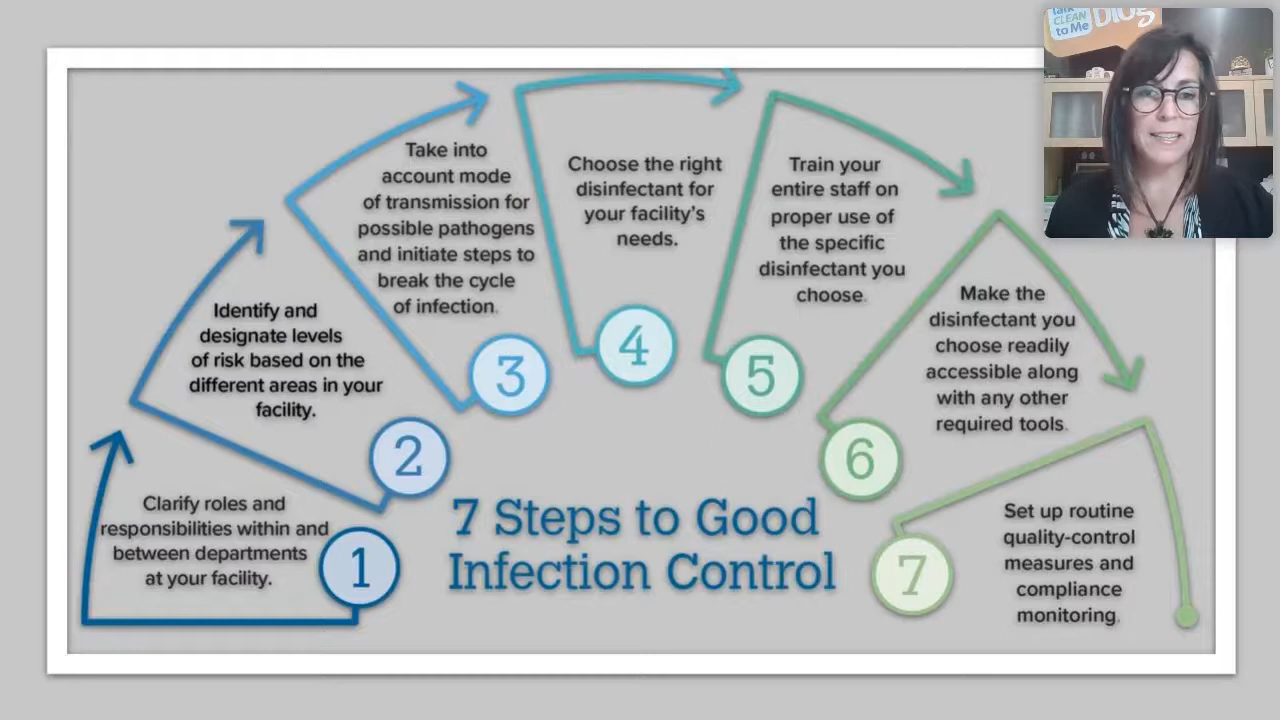 Talk
CLEAN
to Me
Blog
Clarify roles and
responsibilities within and
between departments
at your facility.
1
Identify and
designate levels
of risk based on the
different areas in your
facility.
2
Take into
account mode
of transmission for
possible pathogens
and initiate steps to
break the cycle
of infection.
3
Choose the right
disinfectant for
your facility's
needs.
4
Train your
entire staff on
proper use of
the specific
disinfectant you
choose.
5
Make the
disinfectant you
choose readily
accessible along
with any other
required tools.
6
Set up routine
quality-control
measures and
compliance
monitoring.
7
7 Steps to Good
Infection Control